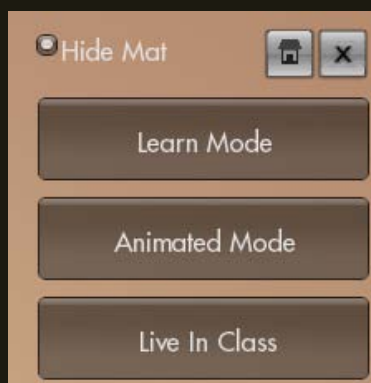 Hide Mat
Learn Mode
Animated Mode
Live In Class